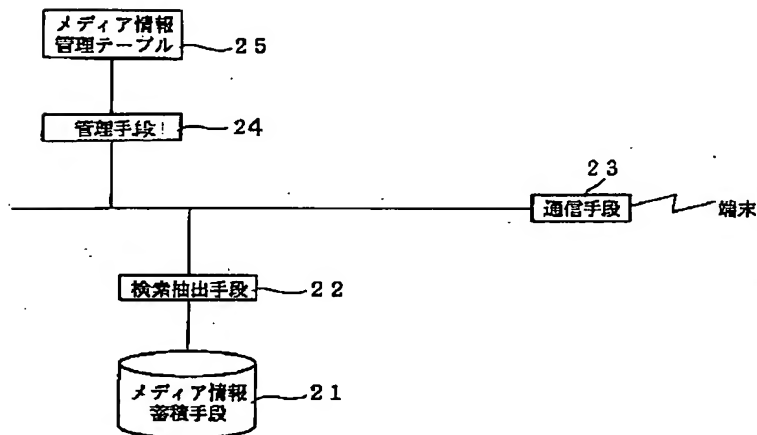 メディア情報
管理テーブル
25
管理手段
24
23
通信手段
端末
検索抽出手段
22
メディア情報
蓄積手段
21